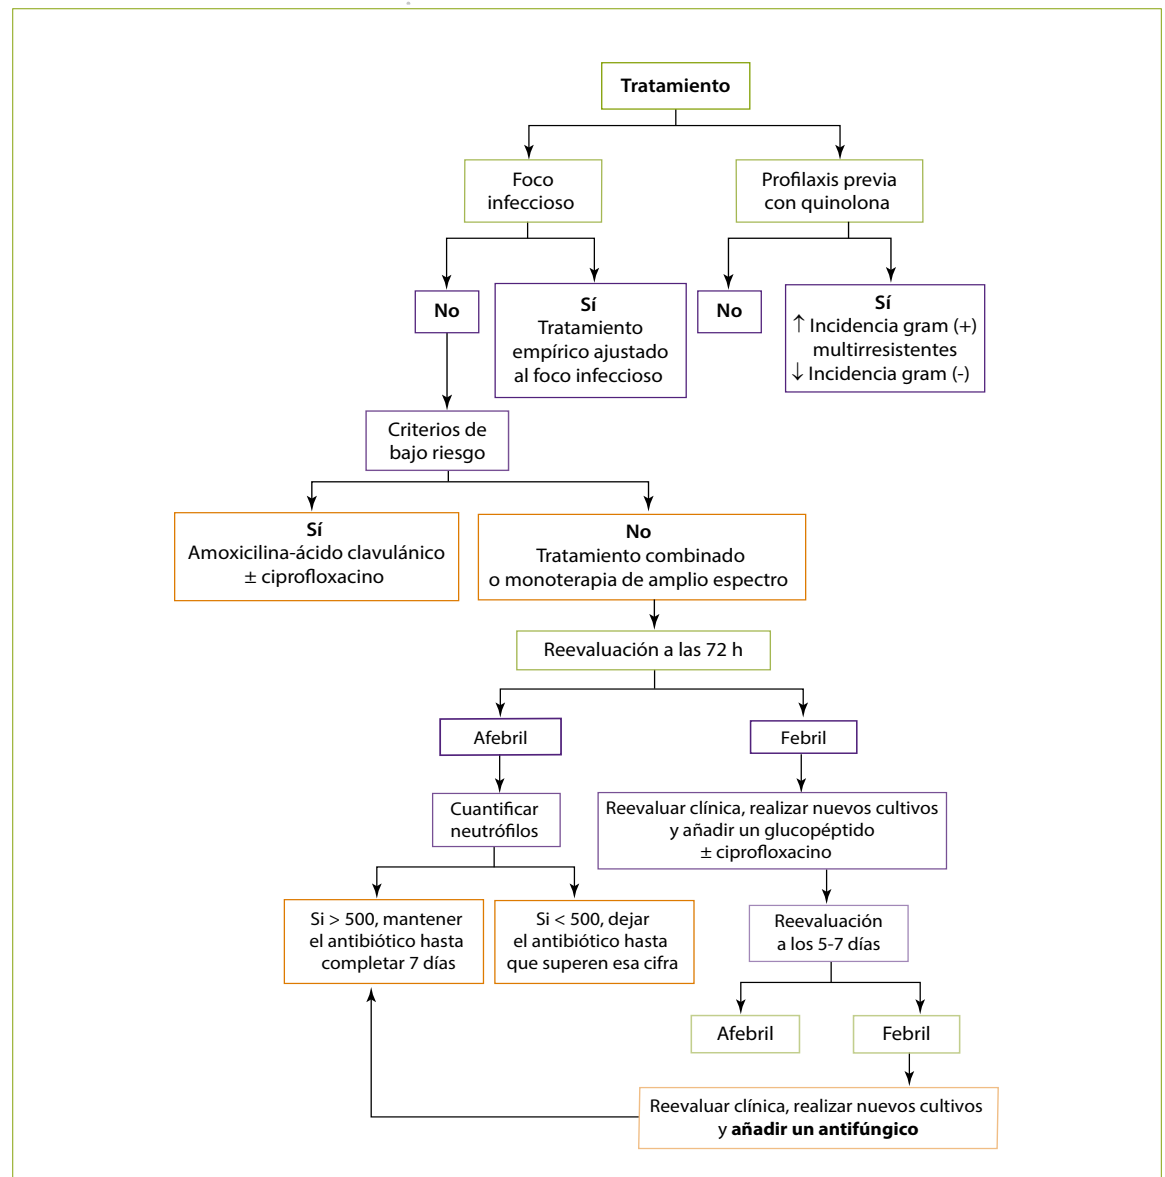 Tratamiento
Foco
infeccioso
Profilaxis previa
con quinolona
No
Sí
Tratamiento
empírico ajustado
al foco infeccioso
No
Sí
↑ Incidencia gram (+)
multirresistentes
↓ Incidencia gram (-)
Criterios de
bajo riesgo
Sí
Amoxicilina-ácido clavulánico
± ciprofloxacino
No
Tratamiento combinado
o monoterapia de amplio espectro
Reevaluación a las 72 h
Afebril
Febril
Cuantificar
neutrófilos
Reevaluar clínica, realizar nuevos cultivos
y añadir un glucopéptido
± ciprofloxacino
Si > 500, mantener
el antibiótico hasta
completar 7 días
Si < 500, dejar
el antibiótico hasta
que superen esa cifra
Reevaluación
a los 5-7 días
Afebril
Febril
Reevaluar clínica, realizar nuevos cultivos
y añadir un antifúngico